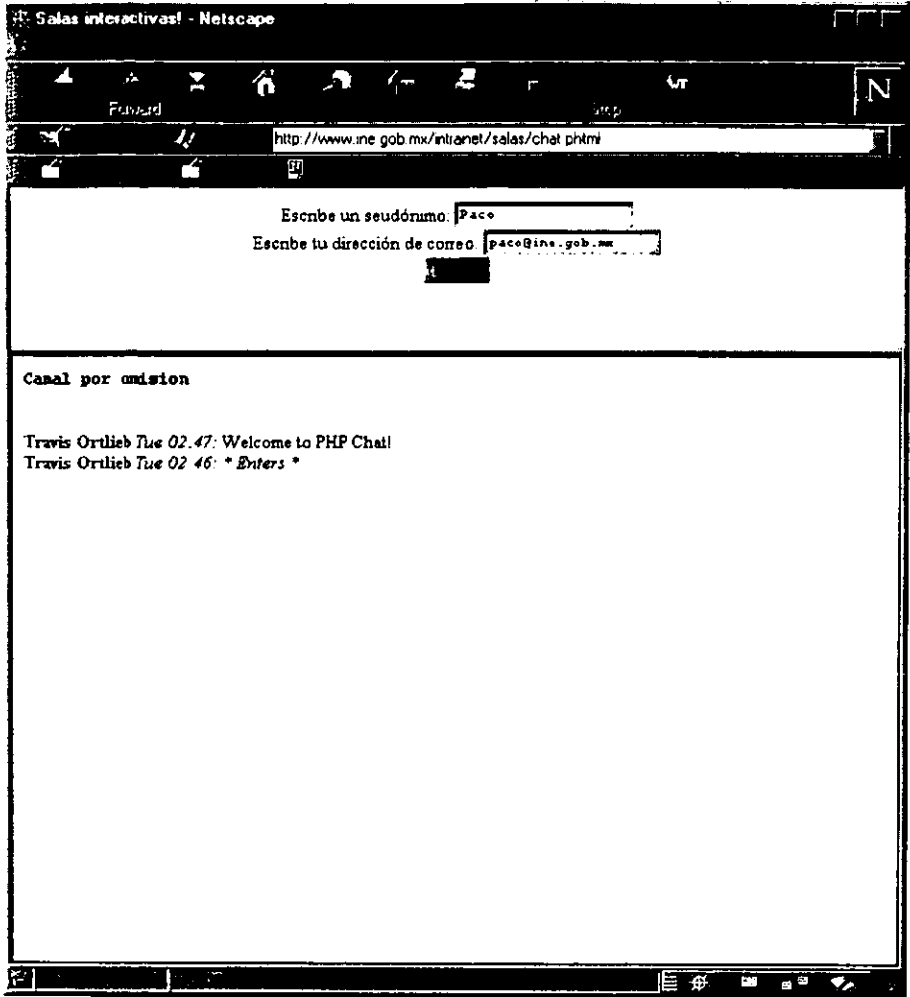 Salas interactivas! - Netscape
Forward Stop
N
http://www.ine.gob.mx/intranet/salas/chat.phtml
Escribe un seudónimo: Paco
Escribe tu dirección de correo: paco@ine.gob.mx
Canal por omision
Travis Ortlieb Tue 02:47: Welcome to PHP Chat!
Travis Ortlieb Tue 02:46: * Enters *